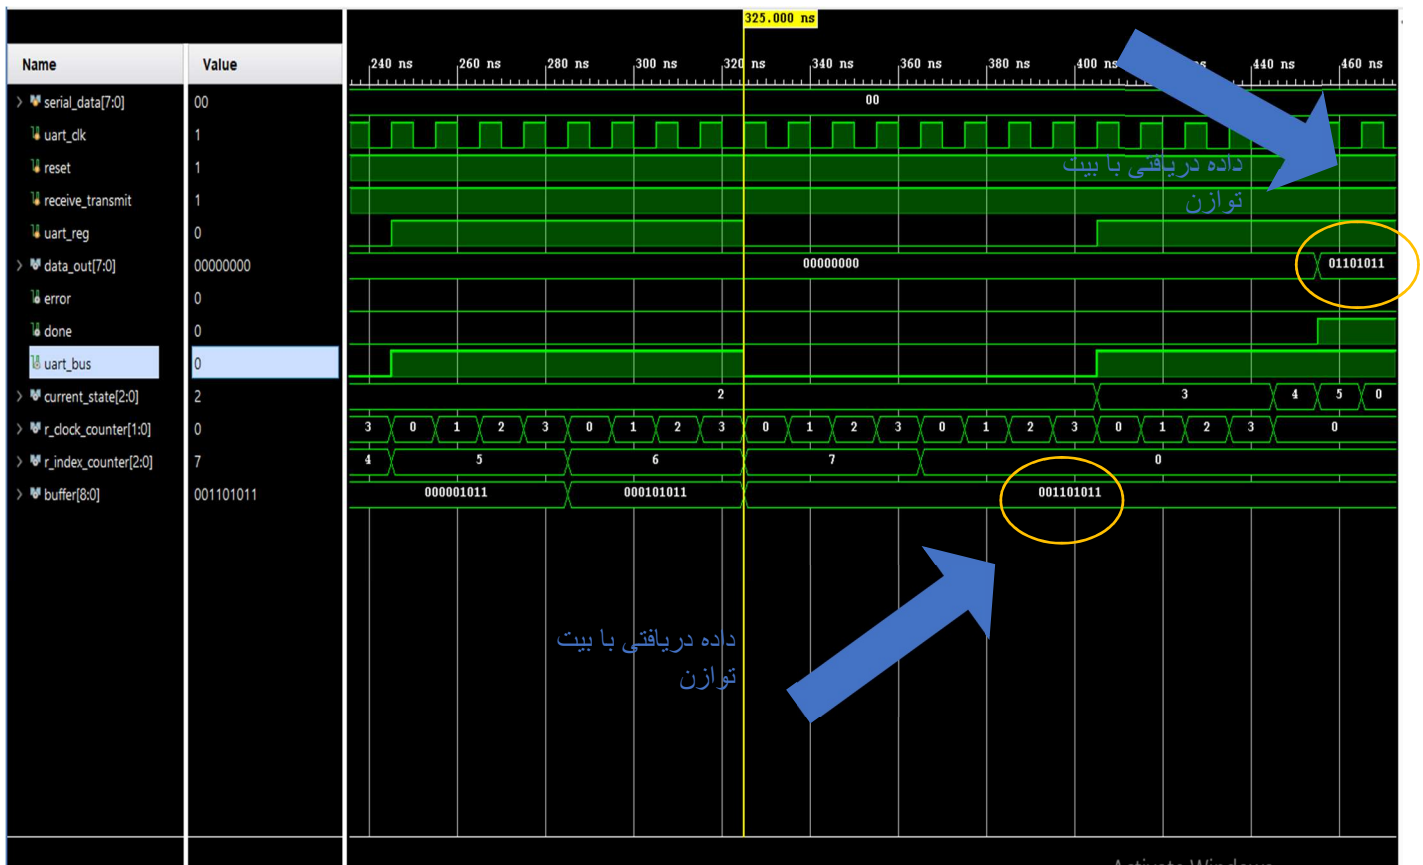 325.000 ns
Name Value
240 ns 260 ns 280 ns 300 ns 320 ns 340 ns 360 ns 380 ns 400 ns 440 ns 460 ns
serial_data[7:0] 00 00
uart_clk 1
reset 1
داده دریافتی با بیت
توازن
receive_transmit 1
uart_reg 0
data_out[7:0] 00000000 00000000 01101011
error 0
done 0
uart_bus 0
current_state[2:0] 2 2 3 4 5 0
r_clock_counter[1:0] 0 3 0 1 2 3 0 1 2 3 0 1 2 3 0 1 2 3 0 1 2 3 0
r_index_counter[2:0] 7 4 5 6 7 0
buffer[8:0] 001101011 000001011 000101011 001101011
داده دریافتی با بیت
توازن